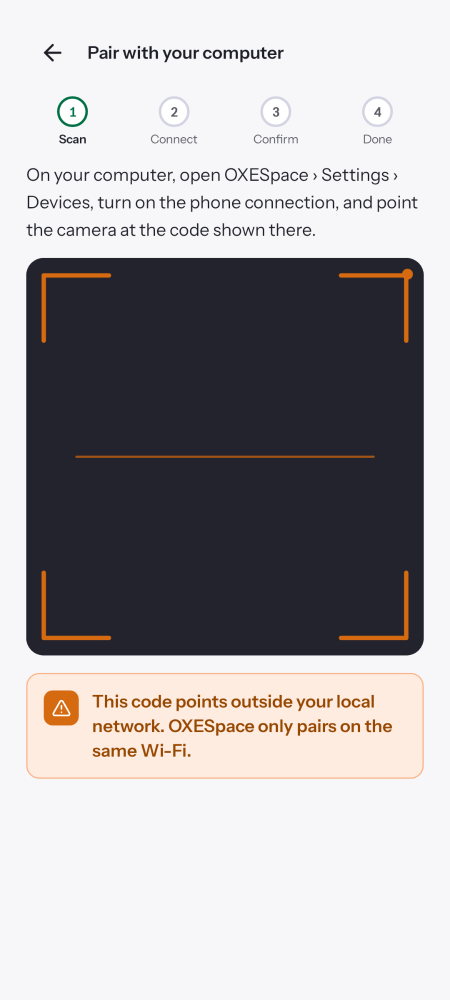 Pair with your computer
1 2 3 4
Scan Connect Confirm Done
On your computer, open OXESpace › Settings ›
Devices, turn on the phone connection, and point
the camera at the code shown there.
This code points outside your local
network. OXESpace only pairs on the
same Wi-Fi.